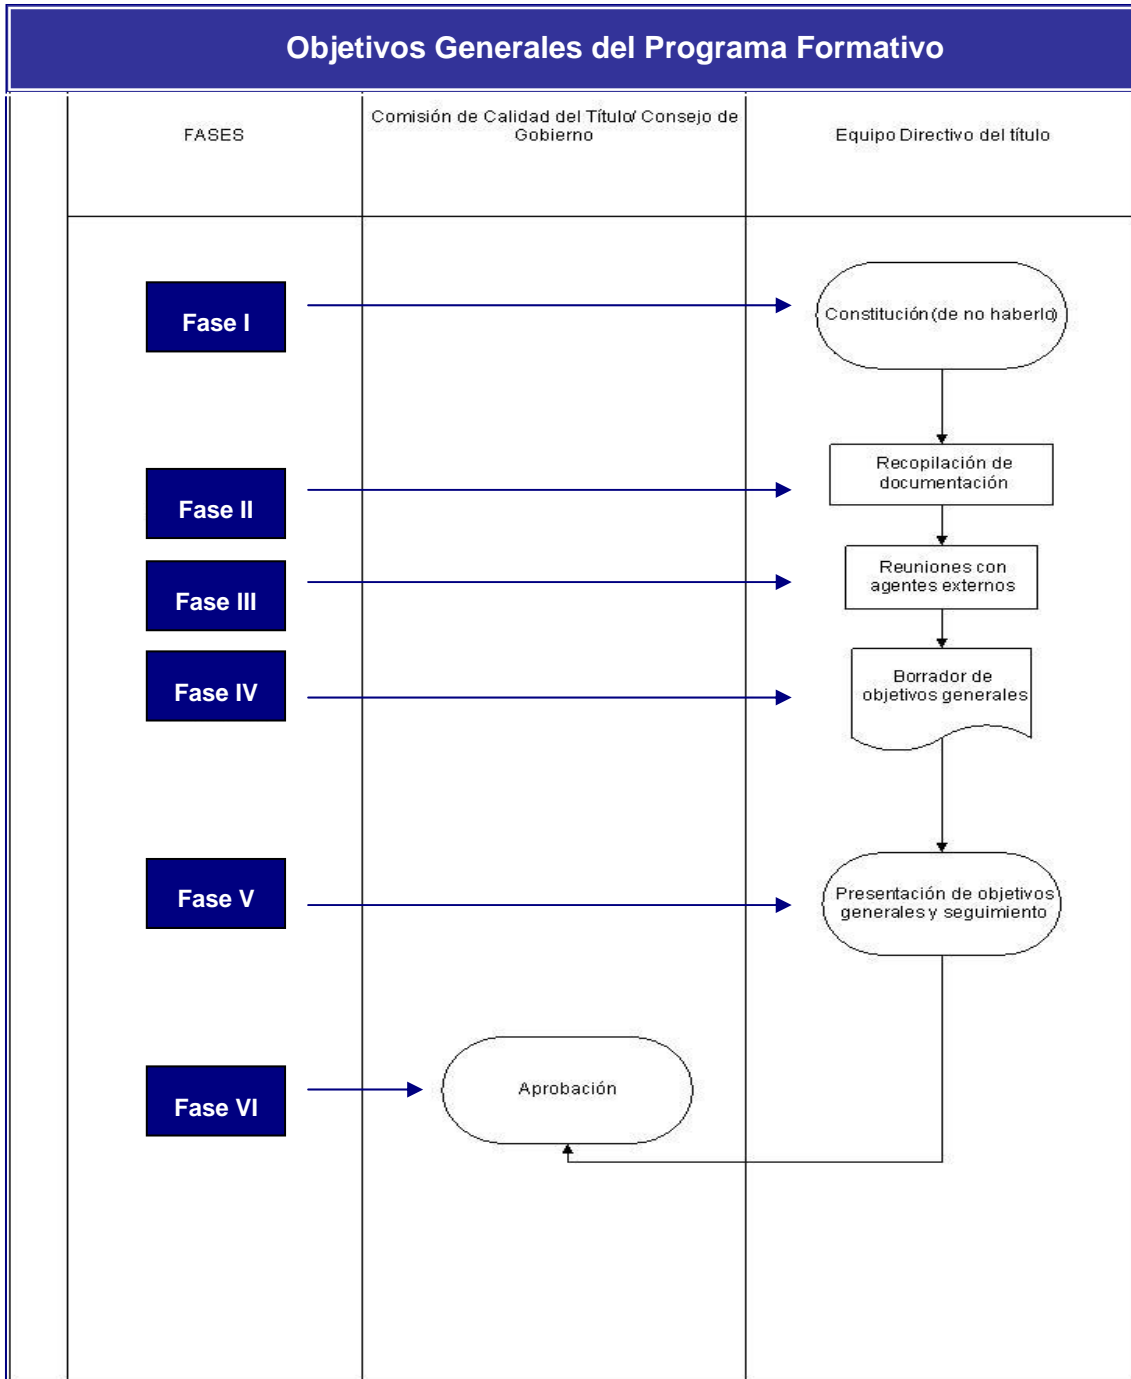 Objetivos Generales del Programa Formativo
FASES
Comisión de Calidad del Título/ Consejo de
Gobierno
Equipo Directivo del título
Fase I
Constitución (de no haberlo)
Fase II
Recopilación de
documentación
Fase III
Reuniones con
agentes externos
Fase IV
Borrador de
objetivos generales
Fase V
Presentación de objetivos
generales y seguimiento
Fase VI
Aprobación